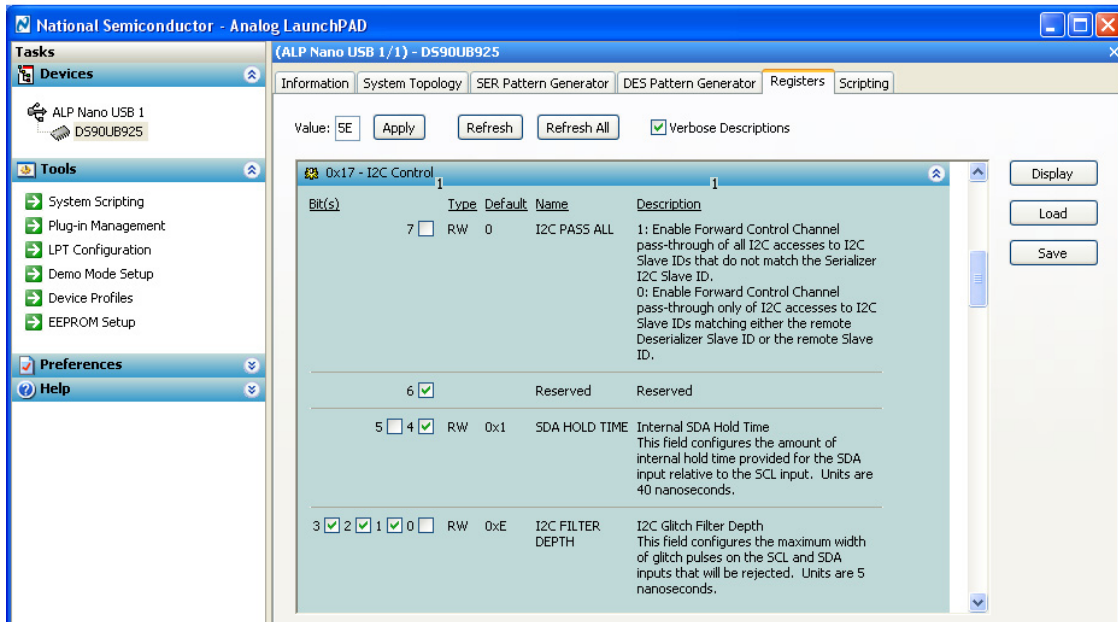 National Semiconductor - Analog LaunchPAD
Tasks
Devices
ALP Nano USB 1
DS90UB925
Tools
System Scripting
Plug-in Management
LPT Configuration
Demo Mode Setup
Device Profiles
EEPROM Setup
Preferences
Help
(ALP Nano USB 1/1) - DS90UB925
Information System Topology SER Pattern Generator DES Pattern Generator Registers Scripting
Value: 5E Apply Refresh Refresh All Verbose Descriptions
0x17 - I2C Control
1 1
Bit(s) Type Default Name Description
7 RW 0 I2C PASS ALL 1: Enable Forward Control Channel
pass-through of all I2C accesses to I2C
Slave IDs that do not match the Serializer
I2C Slave ID.
0: Enable Forward Control Channel
pass-through only of I2C accesses to I2C
Slave IDs matching either the remote
Deserializer Slave ID or the remote Slave
ID.
6 Reserved Reserved
5 4 RW 0x1 SDA HOLD TIME Internal SDA Hold Time
This field configures the amount of
internal hold time provided for the SDA
input relative to the SCL input. Units are
40 nanoseconds.
3 2 1 0 RW 0xE I2C FILTER I2C Glitch Filter Depth
DEPTH This field configures the maximum width
of glitch pulses on the SCL and SDA
inputs that will be rejected. Units are 5
nanoseconds.
Display
Load
Save